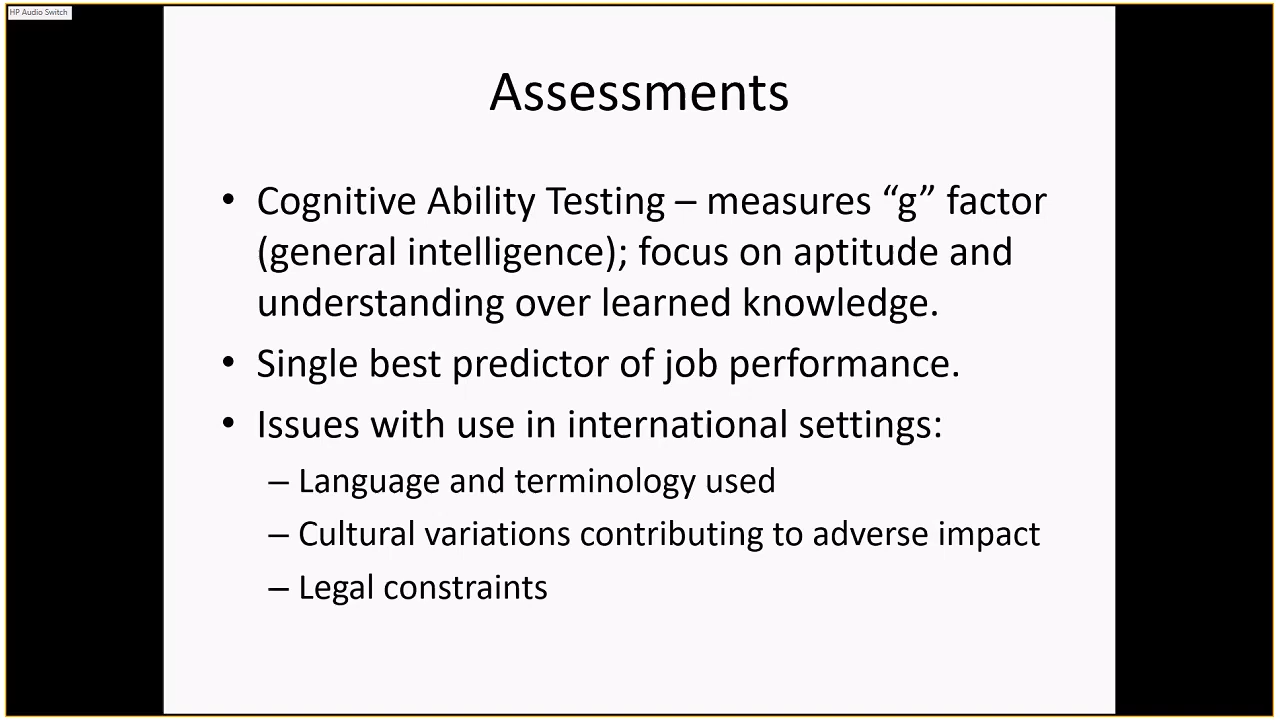 HP Audio Switch
Assessments
• Cognitive Ability Testing – measures “g” factor
(general intelligence); focus on aptitude and
understanding over learned knowledge.
• Single best predictor of job performance.
• Issues with use in international settings:
– Language and terminology used
– Cultural variations contributing to adverse impact
– Legal constraints